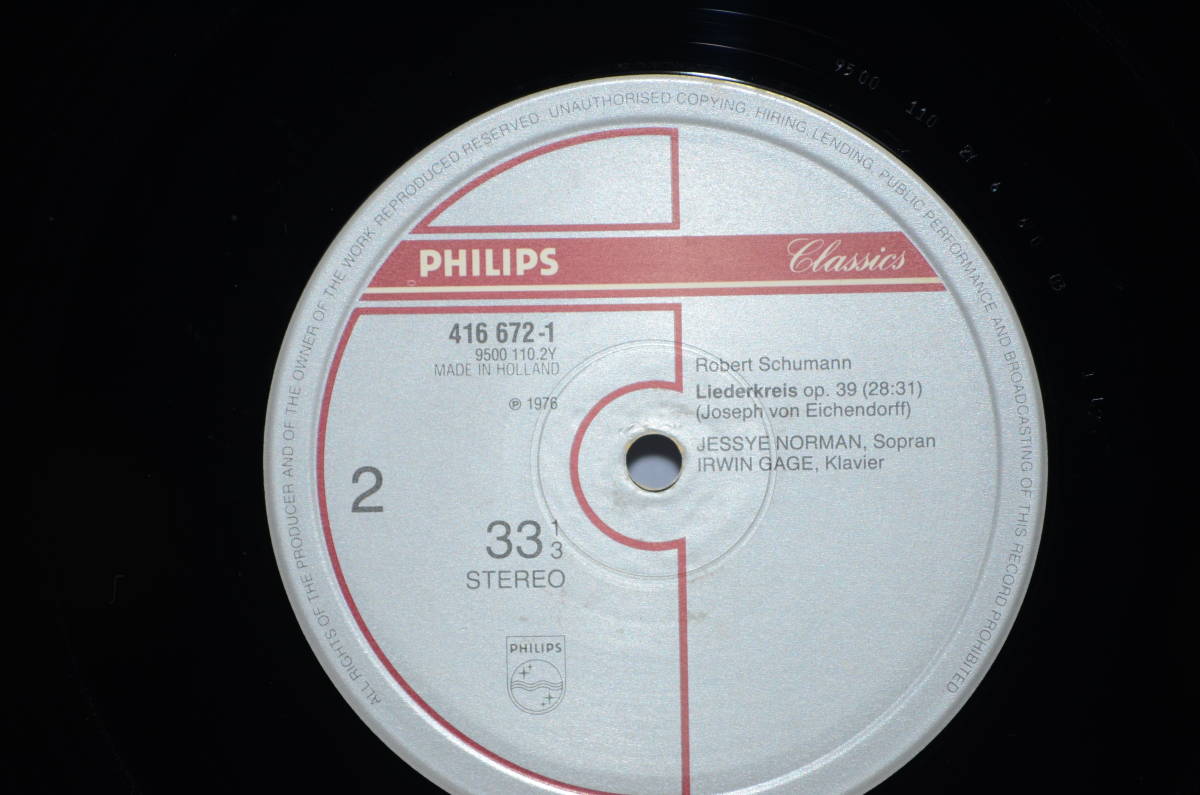 ALL RIGHTS OF THE PRODUCER AND OF THE OWNER OF THE WORK REPRODUCED RESERVED. UNAUTHORISED COPYING, HIRING, LENDING, PUBLIC PERFORMANCE AND BROADCASTING OF THIS RECORD PROHIBITED
PHILIPS
Classics
416 672-1
9500 110.2Y
MADE IN HOLLAND
℗ 1976
2
33 1/3
STEREO
PHILIPS
Robert Schumann
Liederkreis op. 39 (28:31)
(Joseph von Eichendorff)
JESSYE NORMAN, Sopran
IRWIN GAGE, Klavier
9500 110 2Y